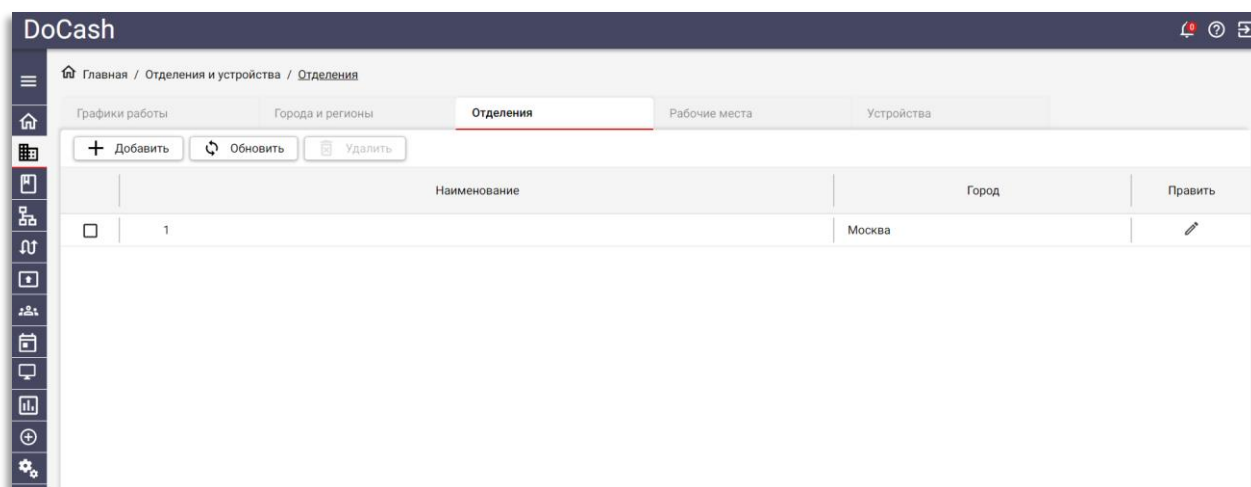 DoCash
0
Главная / Отделения и устройства / Отделения
Графики работы Города и регионы Отделения Рабочие места Устройства
Добавить Обновить Удалить
Наименование Город Править
1 Москва